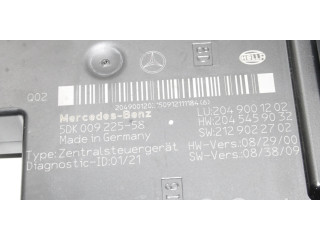 HELLA
Q02
Mercedes-Benz
5DK 009 225-58
Made in Germany
Type: Zentralsteuergerät
Diagnostic-ID:01/21
LU:204 900 12 02
HW:204 545 90 32
SW:212 902 27 02
HW-Vers:08/29/00
SW-Vers:08/38/09